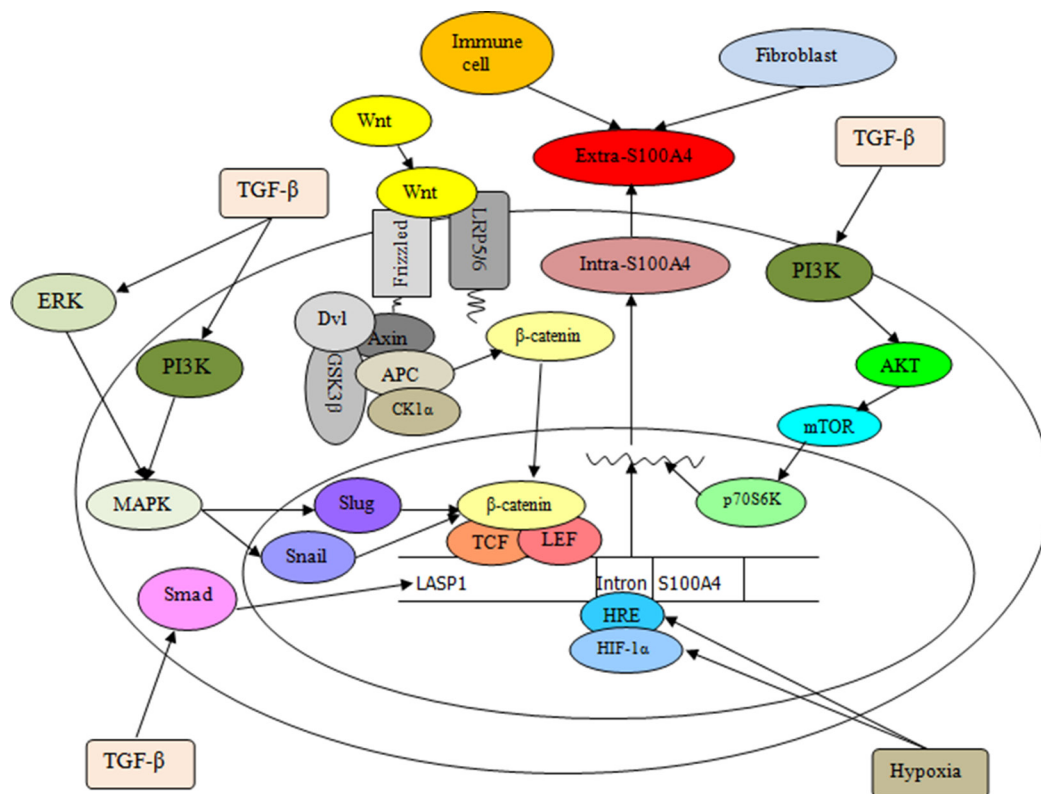 Immune
cell
Fibroblast
Wnt
TGF-β
Extra-S100A4
TGF-β
Wnt
Frizzled
LRP5/6
Intra-S100A4
PI3K
ERK
Dvl
Axin
β-catenin
PI3K
GSK3β
APC
AKT
CK1α
mTOR
MAPK
Slug
β-catenin
p70S6K
TCF
LEF
Snail
LASP1
Intron
S100A4
Smad
HRE
HIF-1α
TGF-β
Hypoxia